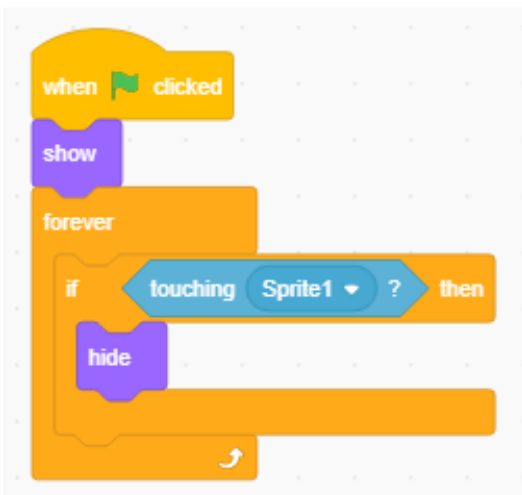 when clicked
show
forever
if touching Sprite1 ? then
hide